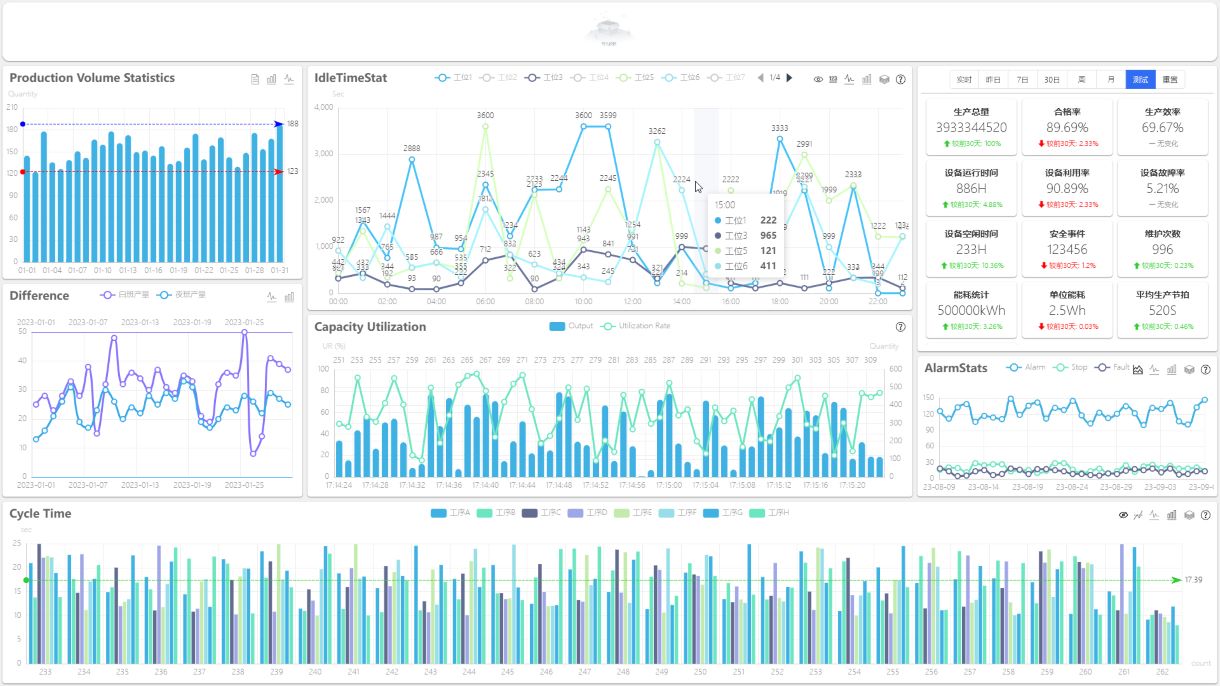 Production Volume Statistics
Quantity
210
180
150
120
90
60
30
0
188
123
01-01 01-04 01-07 01-10 01-13 01-16 01-19 01-22 01-25 01-28 01-31
Difference
白班产量 夜班产量
2023-01-01 2023-01-07 2023-01-13 2023-01-19 2023-01-25
50
40
30
20
10
0
2023-01-01 2023-01-07 2023-01-13 2023-01-19 2023-01-25
IdleTimeStat
工位1 工位2 工位3 工位4 工位5 工位6 工位7 1/4
Sec
4,000
3,000
2,000
1,000
0
3600 3600 3599
3333
3262
2991
2888
2345 2244 2245 2224 2222 2333
1999
1567
1444
1234
15:00
工位1 222
工位3 965
工位5 121
工位6 411
00:00 02:00 04:00 06:00 08:00 10:00 12:00 14:00 16:00 18:00 20:00 22:00
Capacity Utilization
Output Utilization Rate
UR (%) Quantity
251 253 255 257 259 261 263 265 267 269 271 273 275 277 279 281 283 285 287 289 291 293 295 297 299 301 303 305 307 309
100 600
80 500
60 400
40 300
20 200
0 100
0
17:14:24 17:14:28 17:14:32 17:14:36 17:14:40 17:14:44 17:14:48 17:14:52 17:14:56 17:15:00 17:15:04 17:15:08 17:15:12 17:15:16 17:15:20
实时 昨日 7日 30日 周 月 测试 重置
生产总量
3933344520
较前30天: 100%
合格率
89.69%
较前30天: 2.33%
生产效率
69.67%
一 无变化
设备运行时间
886H
较前30天: 4.88%
设备利用率
90.89%
较前30天: 2.33%
设备故障率
5.21%
一 无变化
设备空闲时间
233H
较前30天: 10.36%
安全事件
123456
较前30天: 1.2%
维护次数
996
较前30天: 0.23%
能耗统计
500000kWh
较前30天: 3.26%
单位能耗
2.5Wh
较前30天: 0.03%
平均生产节拍
520S
较前30天: 0.46%
AlarmStats
Alarm Stop Fault
150
120
90
60
30
0
23-08-09 23-08-14 23-08-19 23-08-24 23-08-29 23-09-03
Cycle Time
工序A 工序B 工序C 工序D 工序E 工序F 工序G 工序H
sec
25
20
15
10
5
0
17.39
233 234 235 236 237 238 239 240 241 242 243 244 245 246 247 248 249 250 251 252 253 254 255 256 257 258 259 260 261 262
count